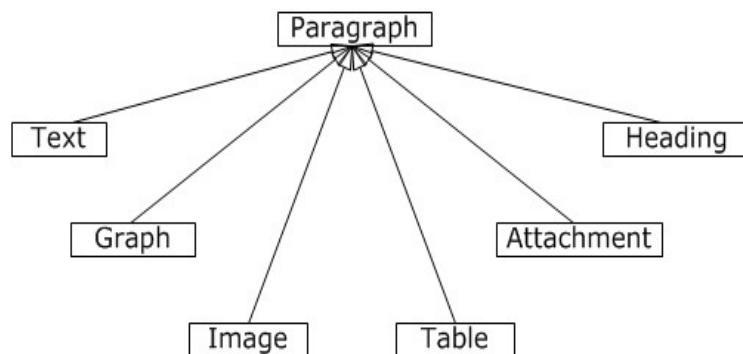 Paragraph
Text
Heading
Graph
Attachment
Image
Table